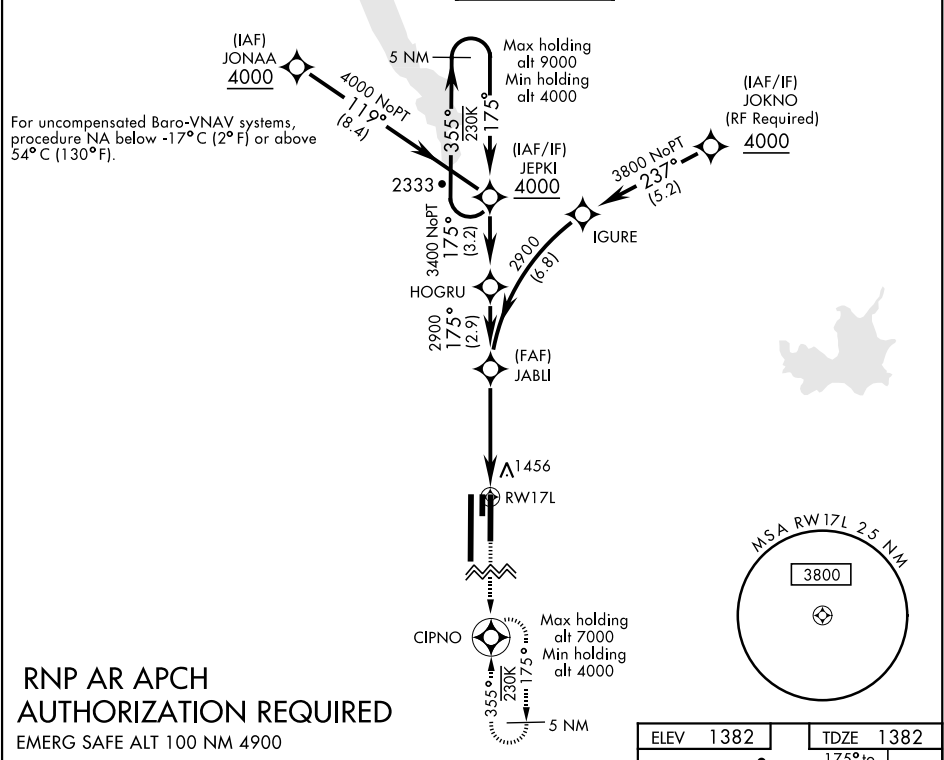 (IAF)
JONAA
4000
4000 NoPT
119°
(8.4)
For uncompensated Baro-VNAV systems,
procedure NA below -17°C (2°F) or above
54°C (130°F).
5 NM
355°
230K
175°
Max holding
alt 9000
Min holding
alt 4000
(IAF/IF)
JEPKI
4000
2333
(IAF/IF)
JOKNO
(RF Required)
4000
3800 NoPT
237°
(5.2)
IGURE
2900
(6.8)
3400 NoPT
175°
(3.2)
HOGRU
2900
175°
(2.9)
(FAF)
JABLI
1456
RW17L
MSA RW17L 25 NM
3800
CIPNO
Max holding
alt 7000
Min holding
alt 4000
355°
230K
175°
5 NM
RNP AR APCH
AUTHORIZATION REQUIRED
EMERG SAFE ALT 100 NM 4900
ELEV 1382
TDZE 1382
175° to